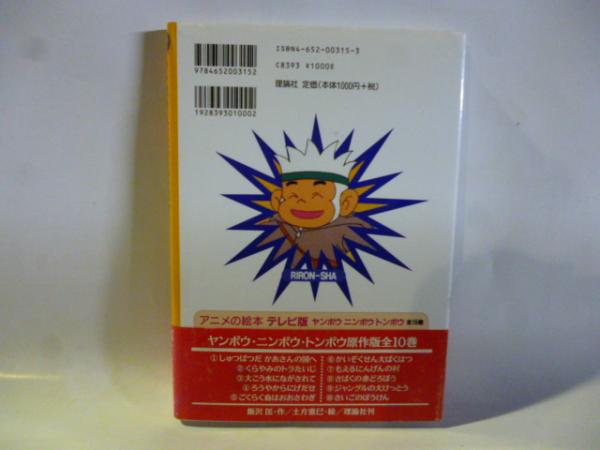 ISBN4-652-00315-3
C8393 ¥1000E
理論社 定価(本体1000円+税)
9784652003152
1928393010002
RIRON-SHA
アニメの絵本 テレビ版 ヤンボウ ニンボウ トンボウ
ヤンボウ・ニンボウ・トンボウ原作版全10巻
①しゅっぱつだ かあさんの国へ
②くらやみのトラたいじ
③大こう水にながされて
④ろうやからにげだせ
⑤ごくらく鳥はおおさわぎ
⑥かいぞくせん大ばくはつ
⑦もえるにんげんの村
⑧さばくの赤どろぼう
⑨ジャングルの大けっとう
⑩さいごのぼうけん
飯沢 匡・作/土方重巳・絵/理論社刊